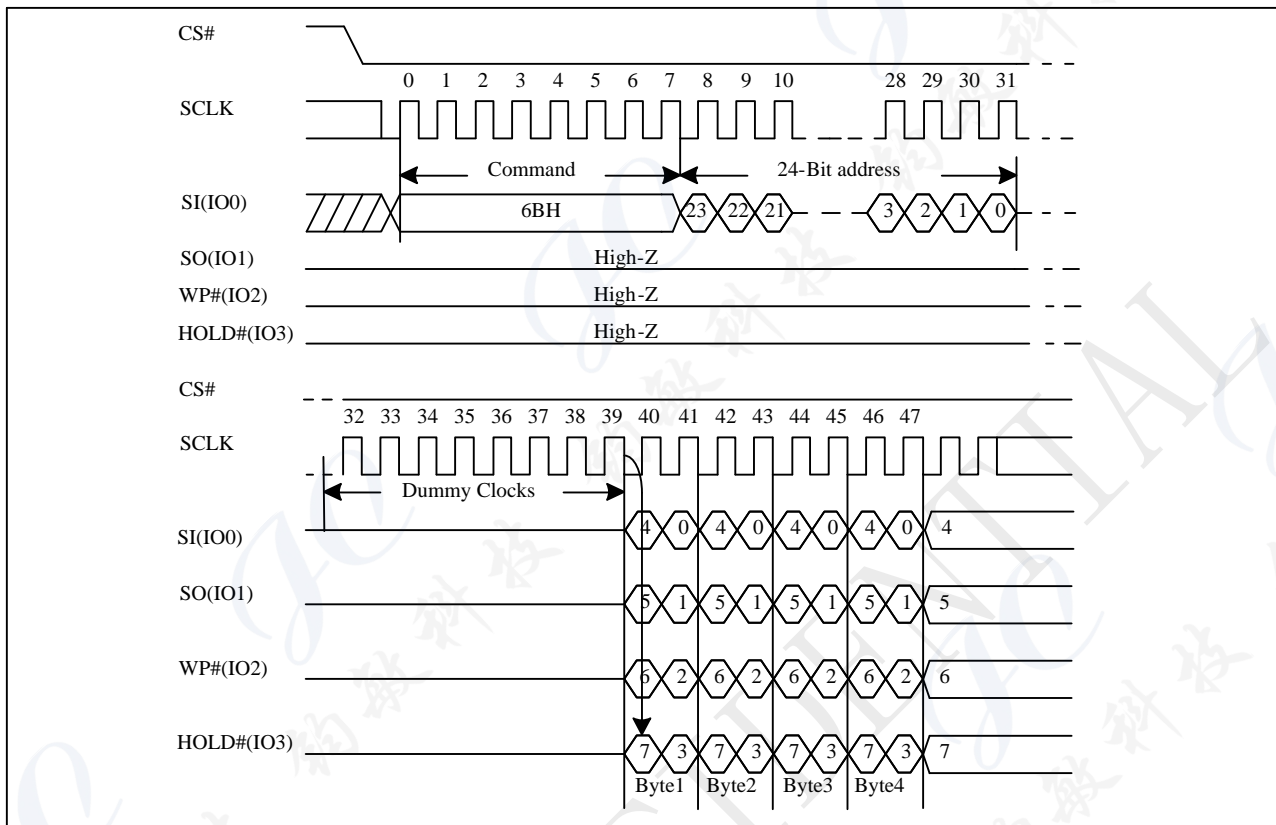 CS#
0 1 2 3 4 5 6 7 8 9 10 28 29 30 31
SCLK
Command 24-Bit address
SI(IO0) 6BH 23 22 21 3 2 1 0
SO(IO1) High-Z
WP#(IO2) High-Z
HOLD#(IO3) High-Z
CS#
32 33 34 35 36 37 38 39 40 41 42 43 44 45 46 47
SCLK
Dummy Clocks
SI(IO0) 4 0 4 0 4 0 4 0 4
SO(IO1) 5 1 5 1 5 1 5 1 5
WP#(IO2) 6 2 6 2 6 2 6 2 6
HOLD#(IO3) 7 3 7 3 7 3 7 3 7
Byte1 Byte2 Byte3 Byte4